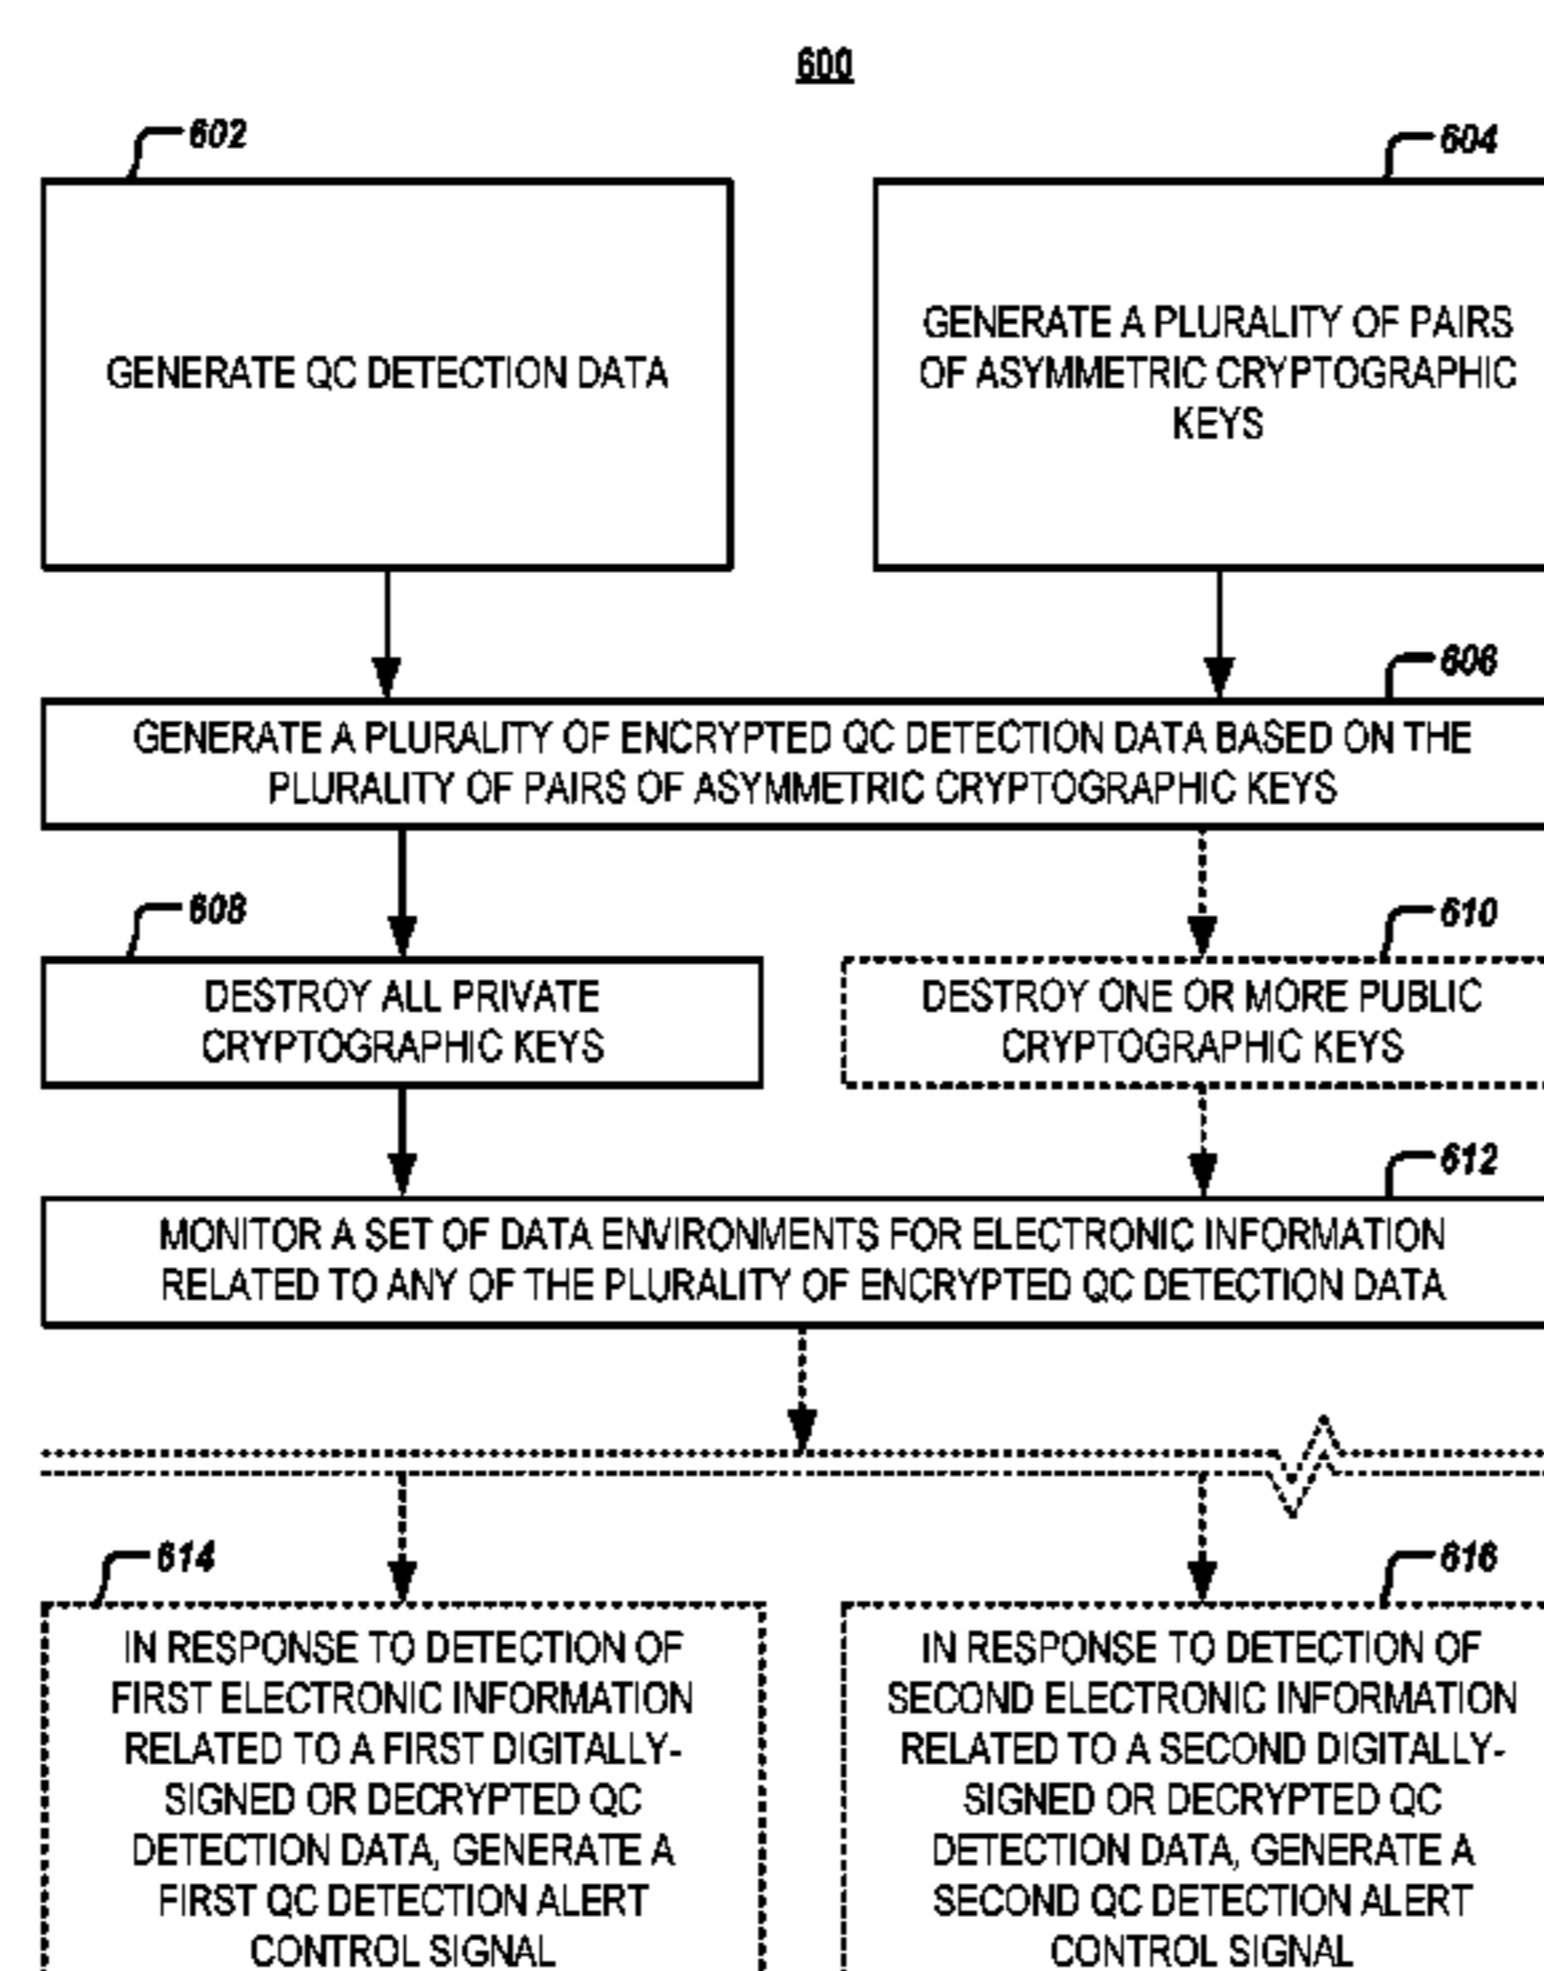 600
602
604
GENERATE QC DETECTION DATA
GENERATE A PLURALITY OF PAIRS
OF ASYMMETRIC CRYPTOGRAPHIC
KEYS
606
GENERATE A PLURALITY OF ENCRYPTED QC DETECTION DATA BASED ON THE
PLURALITY OF PAIRS OF ASYMMETRIC CRYPTOGRAPHIC KEYS
608
610
DESTROY ALL PRIVATE
CRYPTOGRAPHIC KEYS
DESTROY ONE OR MORE PUBLIC
CRYPTOGRAPHIC KEYS
612
MONITOR A SET OF DATA ENVIRONMENTS FOR ELECTRONIC INFORMATION
RELATED TO ANY OF THE PLURALITY OF ENCRYPTED QC DETECTION DATA
614
616
IN RESPONSE TO DETECTION OF
FIRST ELECTRONIC INFORMATION
RELATED TO A FIRST DIGITALLY-
SIGNED OR DECRYPTED QC
DETECTION DATA, GENERATE A
FIRST QC DETECTION ALERT
CONTROL SIGNAL
IN RESPONSE TO DETECTION OF
SECOND ELECTRONIC INFORMATION
RELATED TO A SECOND DIGITALLY-
SIGNED OR DECRYPTED QC
DETECTION DATA, GENERATE A
SECOND QC DETECTION ALERT
CONTROL SIGNAL